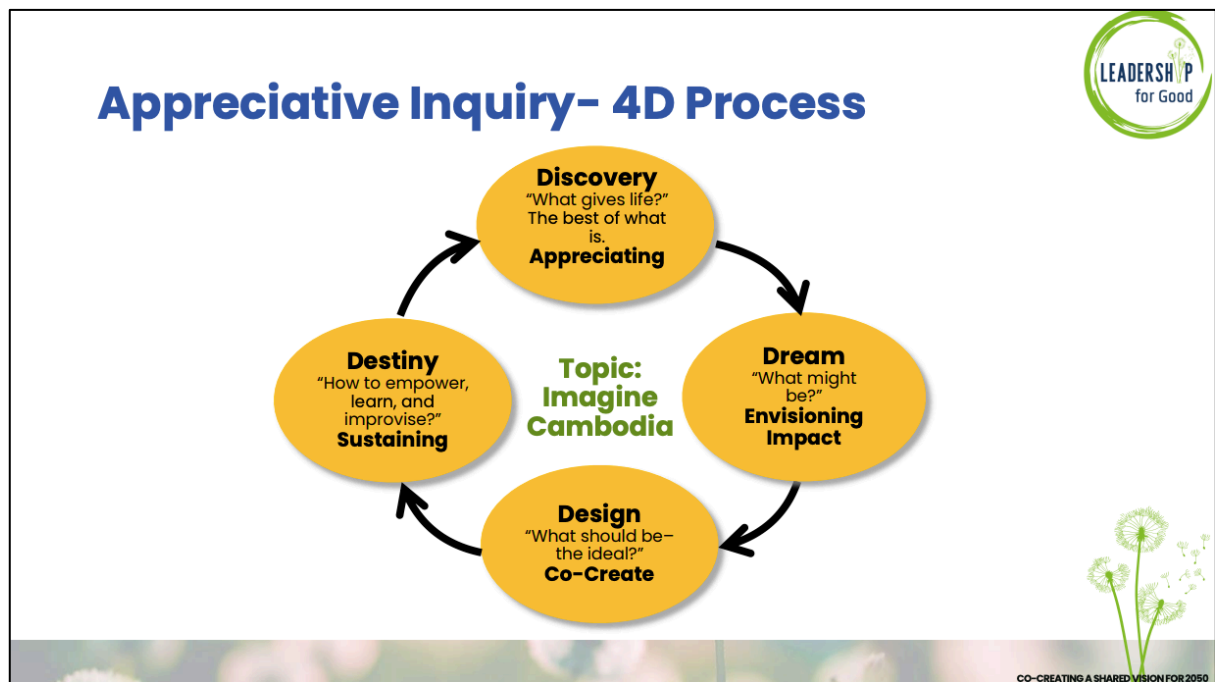 LEADERSHIP
for Good
Appreciative Inquiry- 4D Process
Discovery
“What gives life?”
The best of what
is.
Appreciating
Dream
“What might
be?”
Envisioning
Impact
Design
“What should be–
the ideal?”
Co-Create
Destiny
“How to empower,
learn, and
improvise?”
Sustaining
Topic:
Imagine
Cambodia
CO-CREATING A SHARED VISION FOR 2050